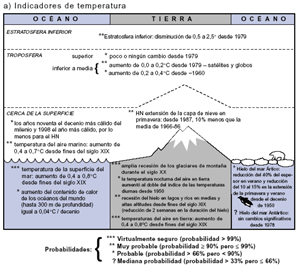 a) Indicadores de temperatura
OCÉANO
TIERRA
OCÉANO
ESTRATOSFERA INFERIOR
** Estratosfera inferior: disminución de 0,5 a 2,5° desde 1979
TROPOSFERA
superior
* poco o ningún cambio desde 1979
inferior a media
** aumento de 0,0 a 0,2°C desde 1979 – satélites y globos
* aumento de 0,2 a 0,4°C desde ~1960
CERCA DE LA SUPERFICIE
* los años noventa el decenio más cálido del
milenio y 1998 el año más cálido, por lo
menos para el HN
** temperatura del aire marino: aumento de
0,4 a 0,7°C desde fines del siglo XIX
** HN extensión de la capa de nieve en
primavera: desde 1987, 10% menos que la
media de 1966-86
*** temperatura de la superficie del
mar: aumento de 0,4 a 0,8°C
desde fines del siglo XIX
* aumento del contenido de calor
de los océanos del mundo
(hasta 300 m de profundidad)
igual a 0,04°C / decenio
*** amplia recesión de los glaciares de montaña
durante el siglo XX
* la temperatura nocturna del aire en tierra
aumentó al doble del índice de las temperaturas
diurnas desde 1950
** recesión del hielo en lagos y ríos en medias y
altas latitudes desde fines del siglo XIX
(reducción de 2 semanas en la duración del hielo)
*** temperaturas del aire en tierra: aumento de
0,4 a 0,8°C desde fines del siglo XIX
Hielo del mar Ártico:
reducción del 40% del espe-
sor en verano y reducción del
10 al 15% en la extensión
de la primavera y verano
desde el decenio
de 1950
? Hielo del mar Antártico:
sin cambios significativos
desde 1978
Probabilidades:
*** Virtualmente seguro (probabilidad > 99%)
** Muy probable (probabilidad ≥ 90% pero ≤ 99%)
* Probable (probabilidad > 66% pero < 90%)
? Mediana probabilidad (probabilidad > 33% pero ≤ 66%)